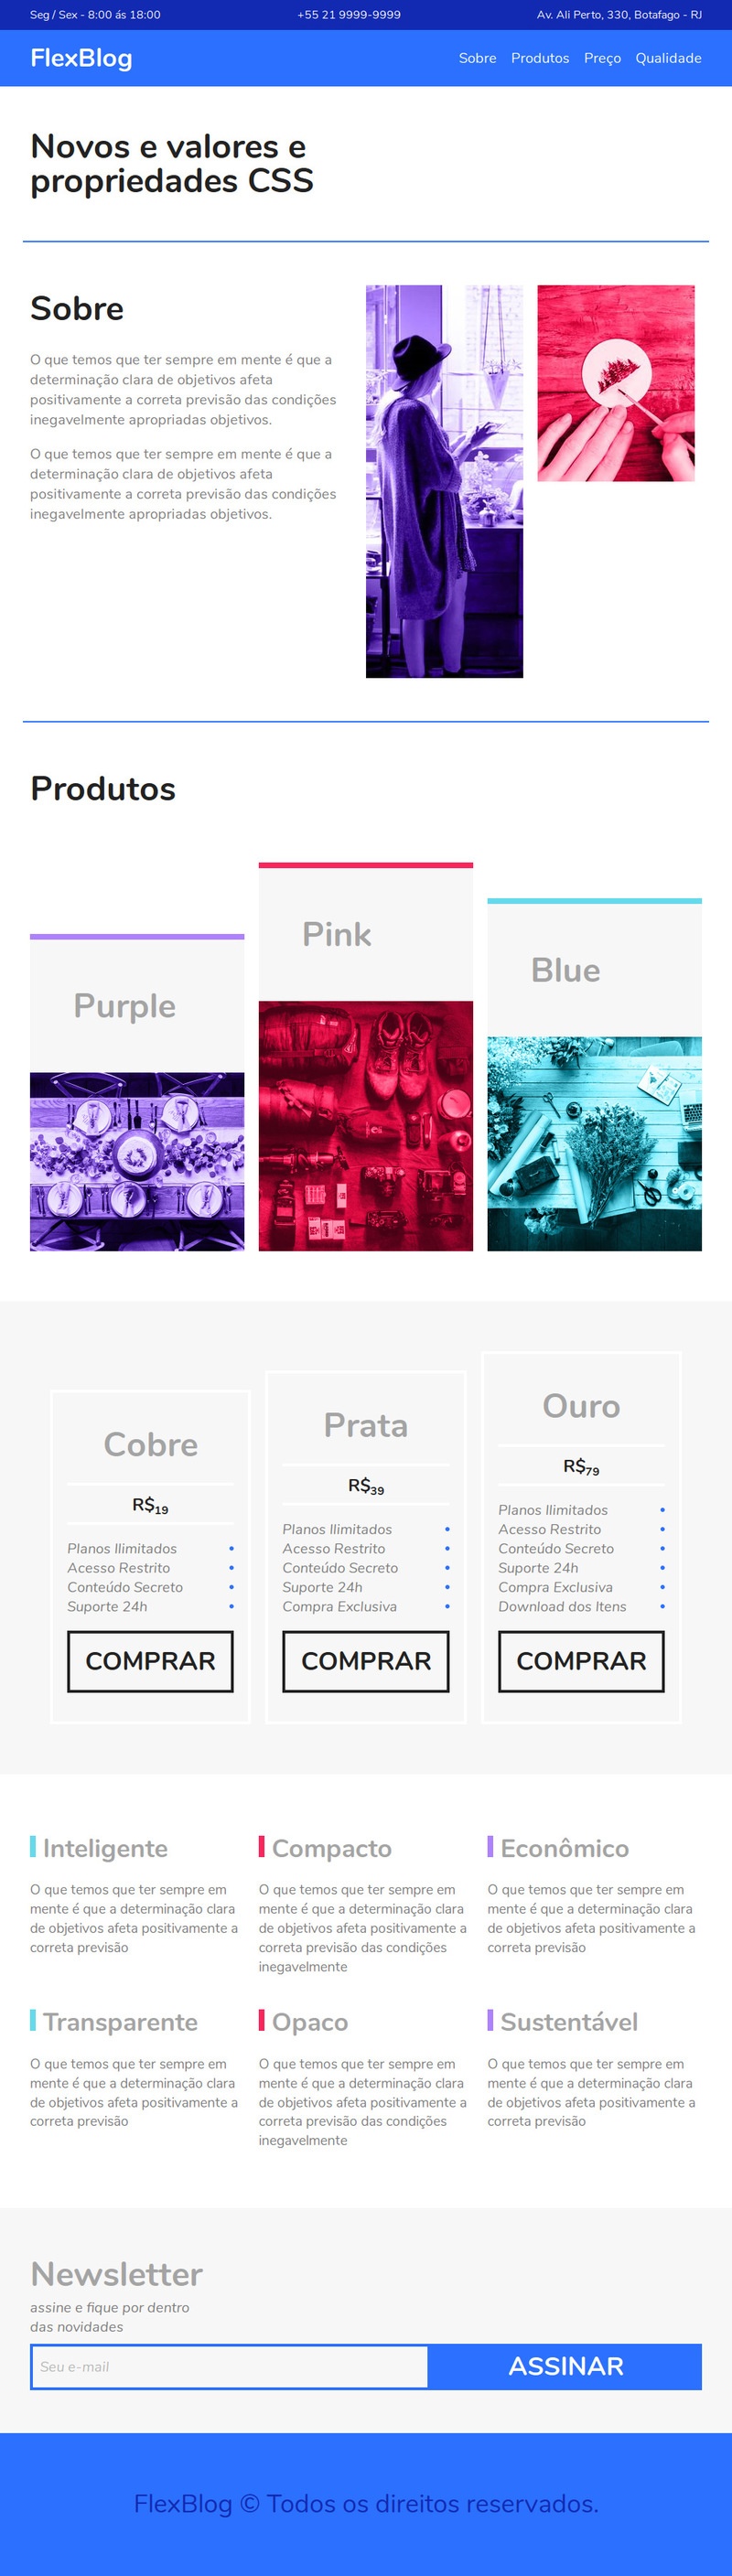 Seg / Sex - 8:00 ás 18:00
+55 21 9999-9999
Av. Ali Perto, 330, Botafago - RJ
FlexBlog
Sobre Produtos Preço Qualidade
Novos e valores e
propriedades CSS
Sobre
O que temos que ter sempre em mente é que a
determinação clara de objetivos afeta
positivamente a correta previsão das condições
inegavelmente apropriadas objetivos.
O que temos que ter sempre em mente é que a
determinação clara de objetivos afeta
positivamente a correta previsão das condições
inegavelmente apropriadas objetivos.
Produtos
Purple
Pink
Blue
Cobre
R$19
Planos Ilimitados
Acesso Restrito
Conteúdo Secreto
Suporte 24h
COMPRAR
Prata
R$39
Planos Ilimitados
Acesso Restrito
Conteúdo Secreto
Suporte 24h
Compra Exclusiva
COMPRAR
Ouro
R$79
Planos Ilimitados
Acesso Restrito
Conteúdo Secreto
Suporte 24h
Compra Exclusiva
Download dos Itens
COMPRAR
Inteligente
O que temos que ter sempre em
mente é que a determinação clara
de objetivos afeta positivamente a
correta previsão
Compacto
O que temos que ter sempre em
mente é que a determinação clara
de objetivos afeta positivamente a
correta previsão das condições
inegavelmente
Econômico
O que temos que ter sempre em
mente é que a determinação clara
de objetivos afeta positivamente a
correta previsão
Transparente
O que temos que ter sempre em
mente é que a determinação clara
de objetivos afeta positivamente a
correta previsão
Opaco
O que temos que ter sempre em
mente é que a determinação clara
de objetivos afeta positivamente a
correta previsão das condições
inegavelmente
Sustentável
O que temos que ter sempre em
mente é que a determinação clara
de objetivos afeta positivamente a
correta previsão
Newsletter
assine e fique por dentro
das novidades
Seu e-mail
ASSINAR
FlexBlog © Todos os direitos reservados.